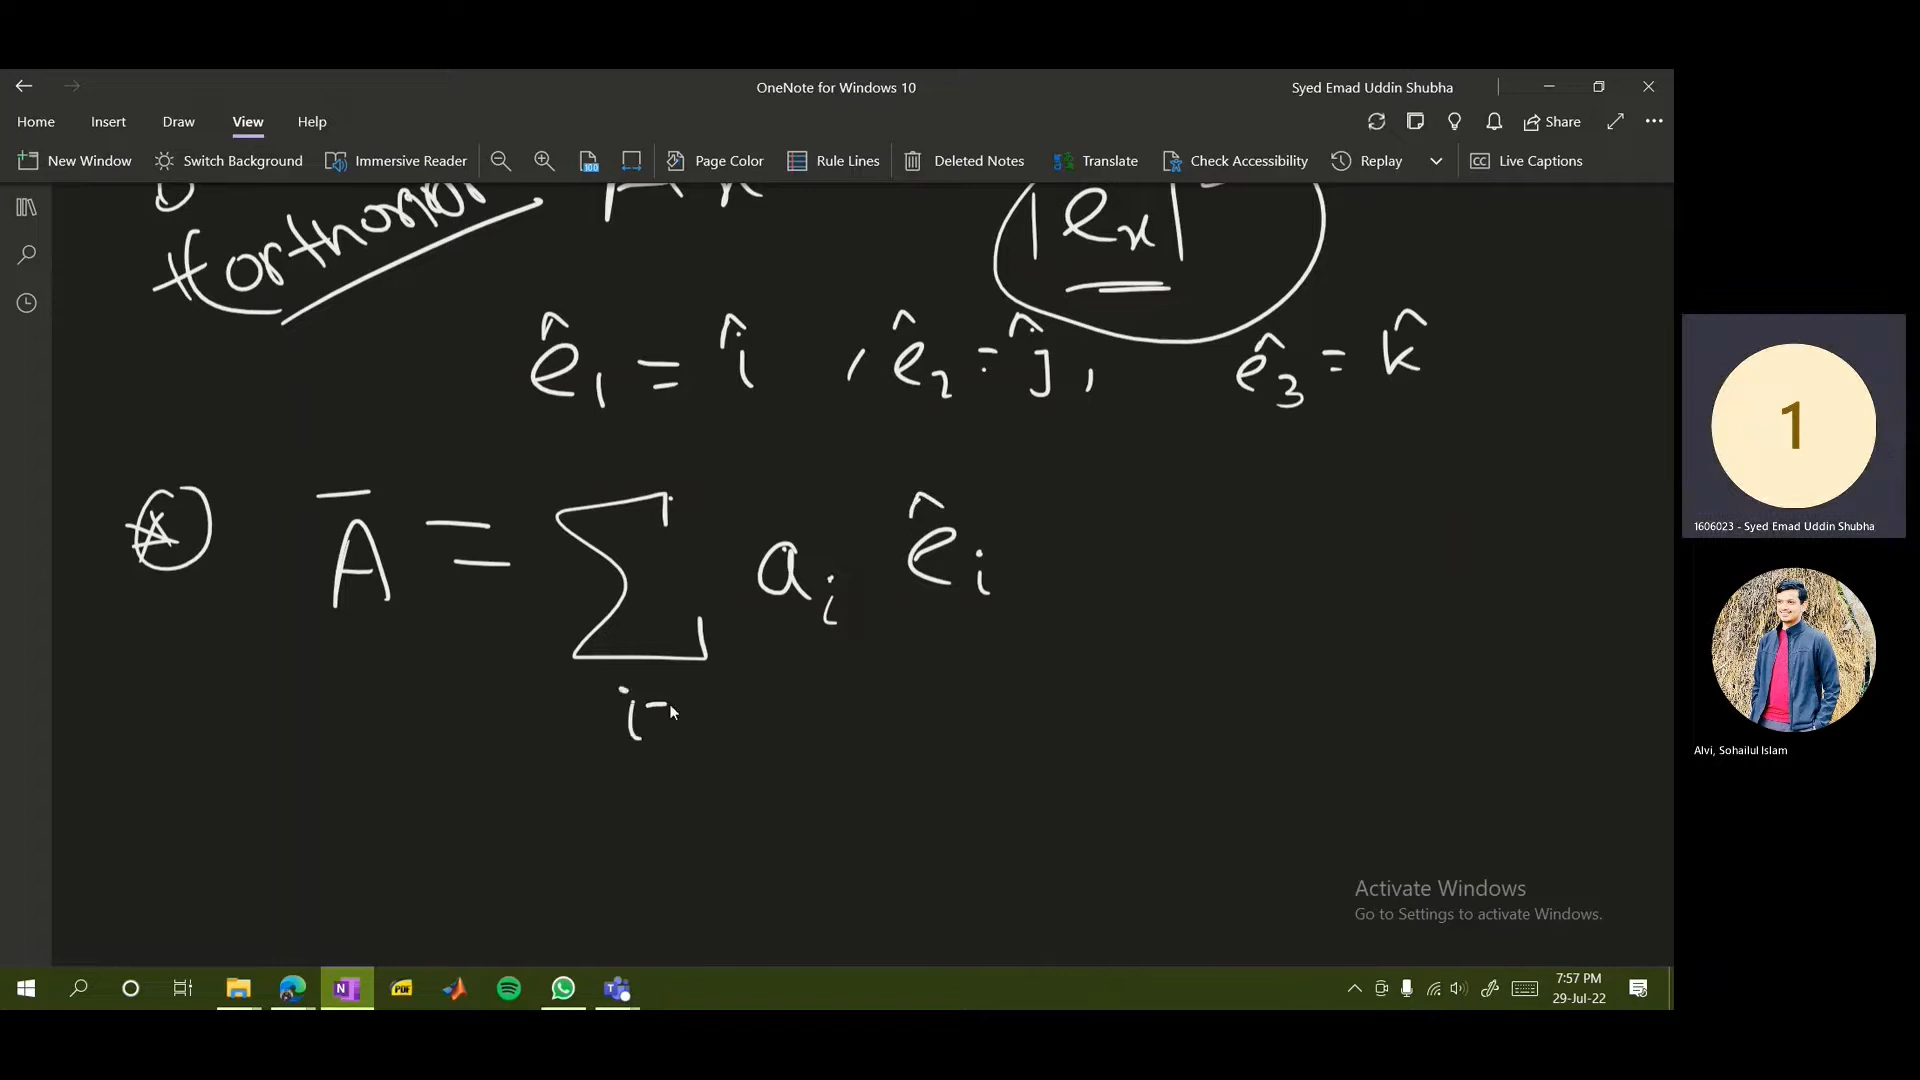 OneNote for Windows 10
Syed Emad Uddin Shubha
Home Insert Draw View Help
Share
New Window Switch Background Immersive Reader 100 Page Color Rule Lines Deleted Notes Translate Check Accessibility Replay CC Live Captions
|e_x|
ê₁ = î , ê₂ = ĵ , ê₃ = k̂
A̅ = ∑ aᵢ êᵢ
i-
1
1606023 - Syed Emad Uddin Shubha
Alvi, Sohailul Islam
Activate Windows
Go to Settings to activate Windows.
7:57 PM
29-Jul-22